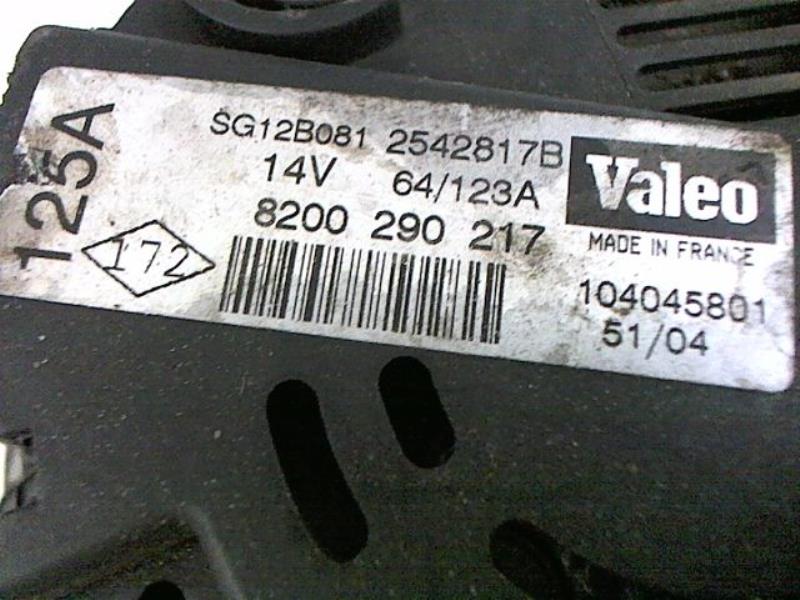 125A
172
SG12B081 2542817B
14V 64/123A
8200 290 217
Valeo
MADE IN FRANCE
104045801
51/04